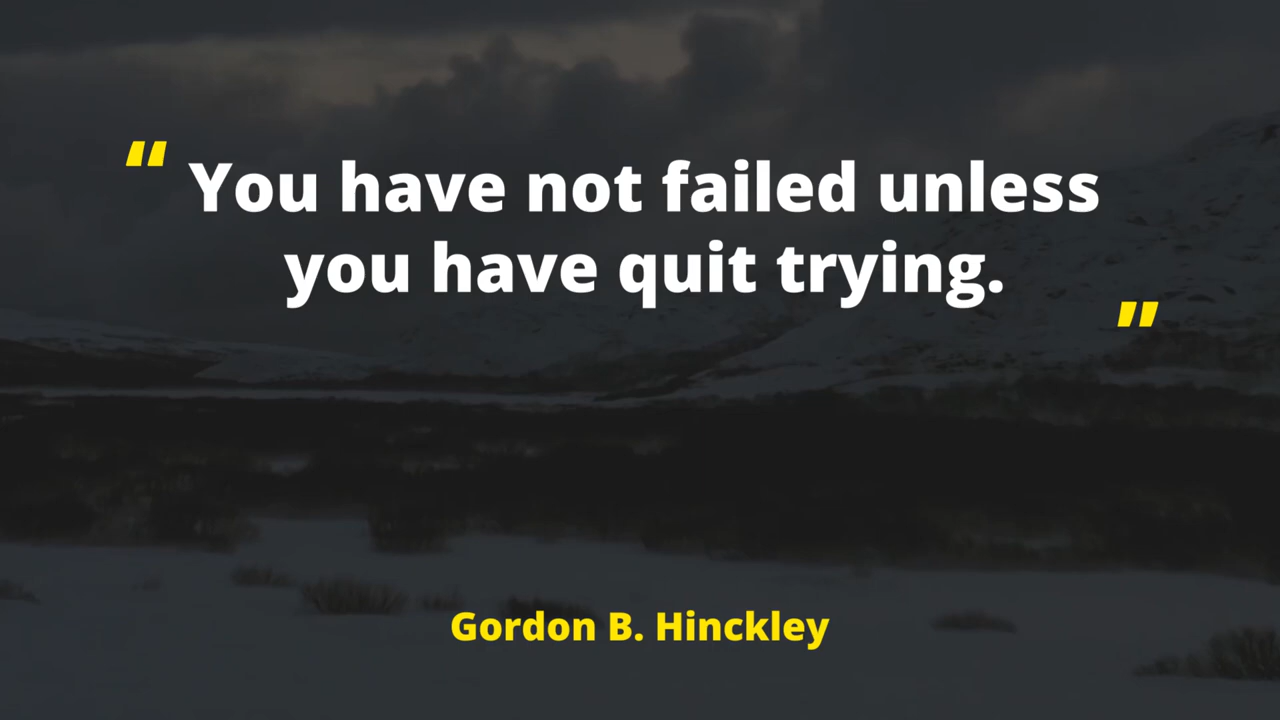 “ You have not failed unless
you have quit trying. ”
Gordon B. Hinckley